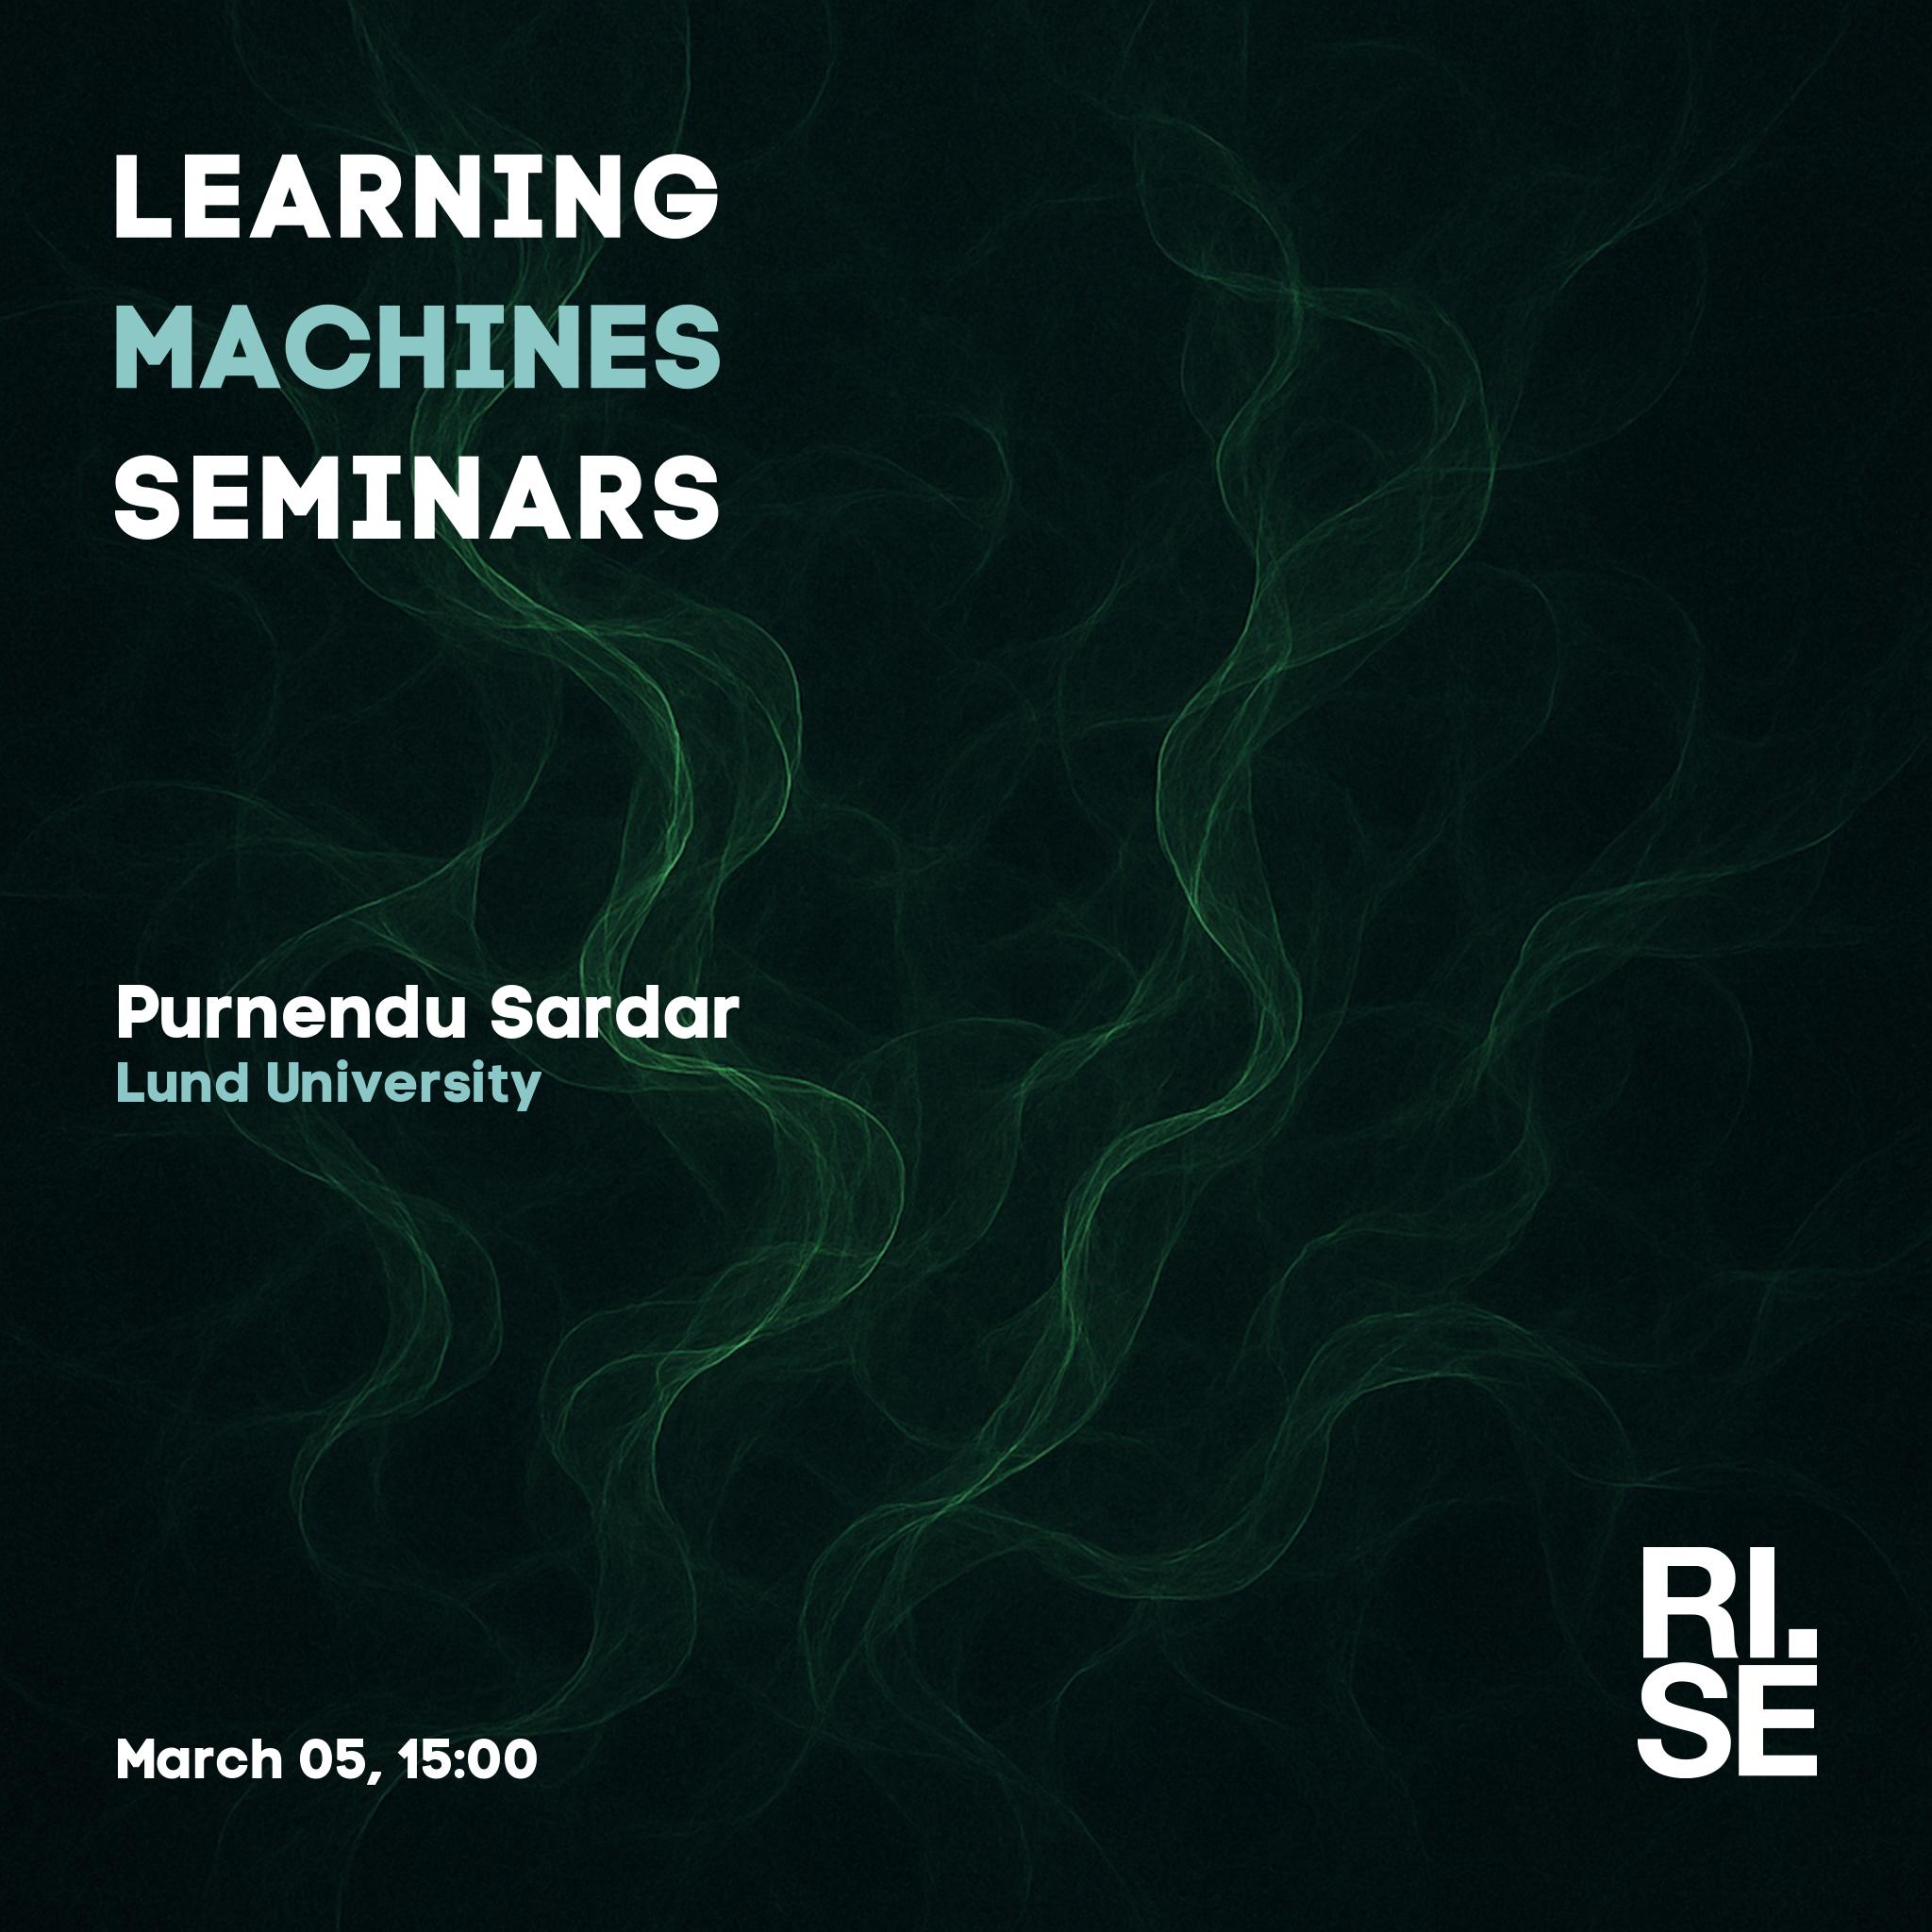 LEARNING
MACHINES
SEMINARS
Purnendu Sardar
Lund University
March 05, 15:00
RI.
SE